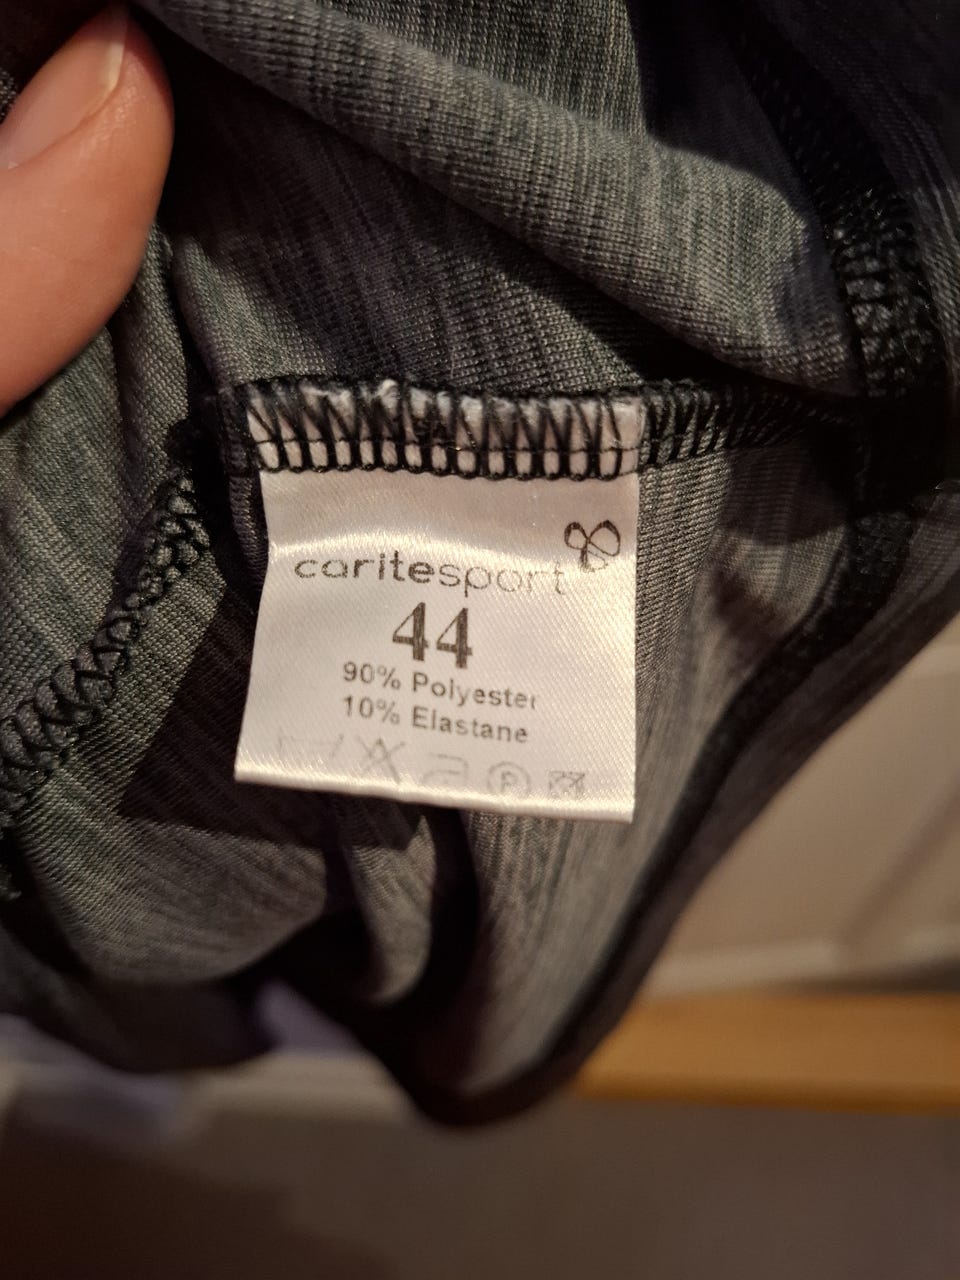 caritesport
44
90% Polyester
10% Elastane
P